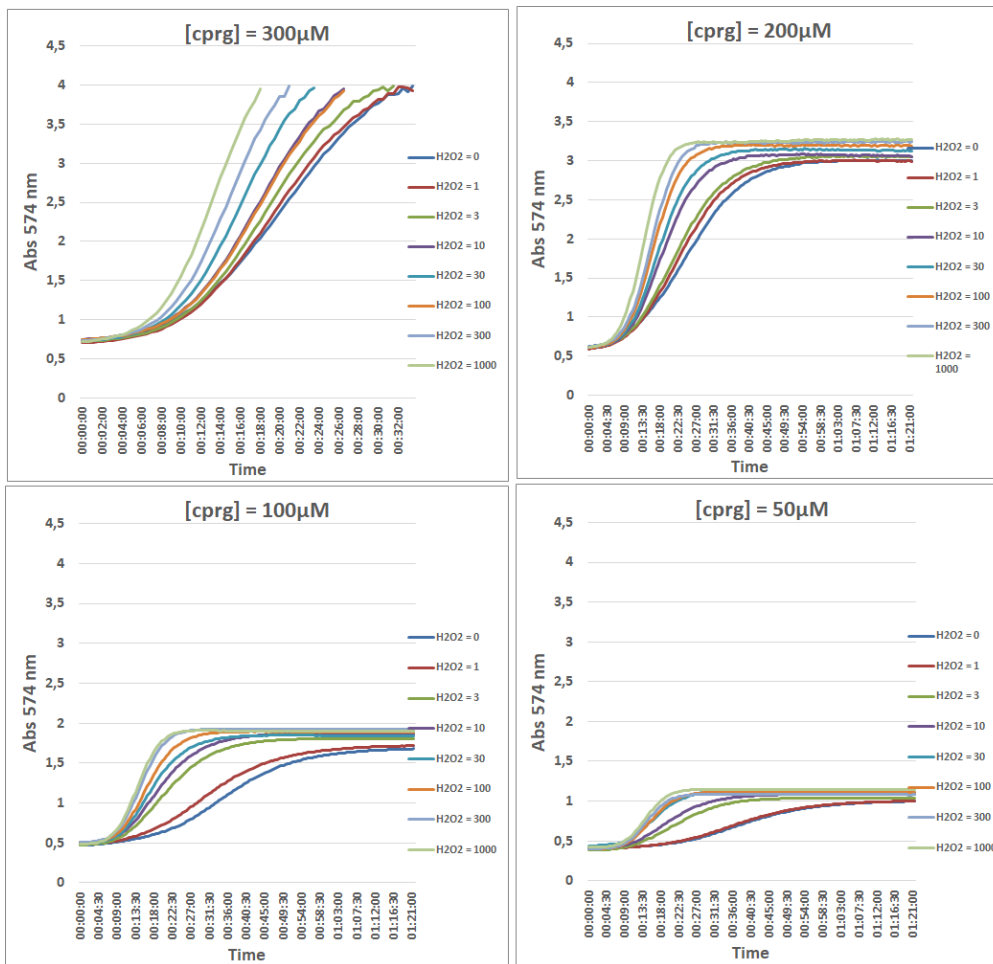 [cprg] = 300µM
4,5
4
3,5
3
2,5
2
1,5
1
0,5
0
Abs 574 nm
00:00:00
00:02:00
00:04:00
00:06:00
00:08:00
00:10:00
00:12:00
00:14:00
00:16:00
00:18:00
00:20:00
00:22:00
00:24:00
00:26:00
00:28:00
00:30:00
00:32:00
Time
H2O2 = 0
H2O2 = 1
H2O2 = 3
H2O2 = 10
H2O2 = 30
H2O2 = 100
H2O2 = 300
H2O2 = 1000
[cprg] = 200µM
4,5
4
3,5
3
2,5
2
1,5
1
0,5
0
Abs 574 nm
00:00:00
00:04:30
00:09:00
00:13:30
00:18:00
00:22:30
00:27:00
00:31:30
00:36:00
00:40:30
00:45:00
00:49:30
00:54:00
00:58:30
01:03:00
01:07:30
01:12:00
01:16:30
01:21:00
Time
H2O2 = 0
H2O2 = 1
H2O2 = 3
H2O2 = 10
H2O2 = 30
H2O2 = 100
H2O2 = 300
H2O2 =
1000
[cprg] = 100µM
4,5
4
3,5
3
2,5
2
1,5
1
0,5
0
Abs 574 nm
00:00:00
00:04:30
00:09:00
00:13:30
00:18:00
00:22:30
00:27:00
00:31:30
00:36:00
00:40:30
00:45:00
00:49:30
00:54:00
00:58:30
01:03:00
01:07:30
01:12:00
01:16:30
01:21:00
Time
H2O2 = 0
H2O2 = 1
H2O2 = 3
H2O2 = 10
H2O2 = 30
H2O2 = 100
H2O2 = 300
H2O2 = 1000
[cprg] = 50µM
4,5
4
3,5
3
2,5
2
1,5
1
0,5
0
Abs 574 nm
00:00:00
00:04:30
00:09:00
00:13:30
00:18:00
00:22:30
00:27:00
00:31:30
00:36:00
00:40:30
00:45:00
00:49:30
00:54:00
00:58:30
01:03:00
01:07:30
01:12:00
01:16:30
01:21:00
Time
H2O2 = 0
H2O2 = 1
H2O2 = 3
H2O2 = 10
H2O2 = 30
H2O2 = 100
H2O2 = 300
H2O2 = 1000